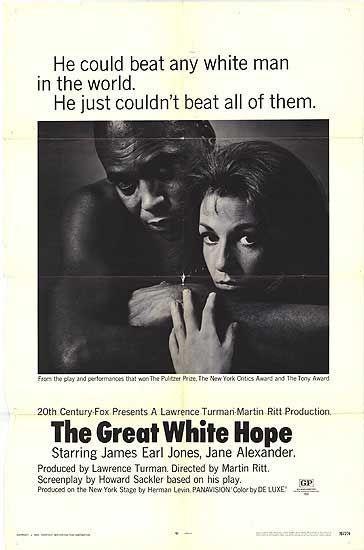 He could beat any white man
in the world.
He just couldn't beat all of them.
From the play and performances that won The Pulitzer Prize, The New York Critics Award and The Tony Award
20th Century-Fox Presents A Lawrence Turman-Martin Ritt Production.
The Great White Hope
Starring James Earl Jones, Jane Alexander.
Produced by Lawrence Turman. Directed by Martin Ritt.
Screenplay by Howard Sackler based on his play.
Produced on the New York Stage by Herman Levin. PANAVISION® Color by DE LUXE®
GP